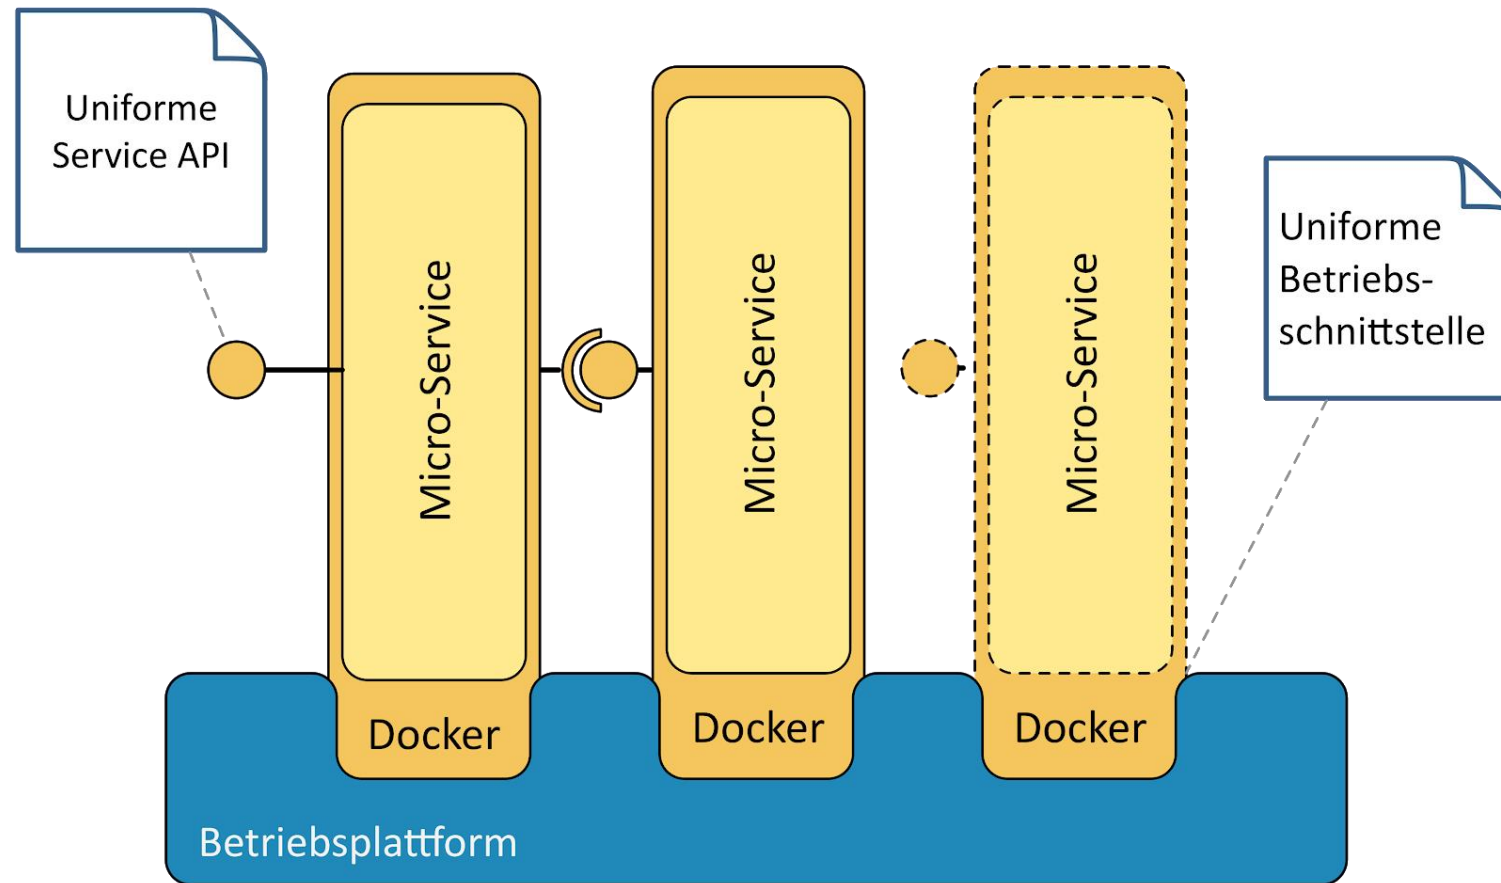 Uniforme
Service API
Micro-Service
Micro-Service
Micro-Service
Uniforme
Betriebs-
schnittstelle
Docker
Docker
Docker
Betriebsplattform